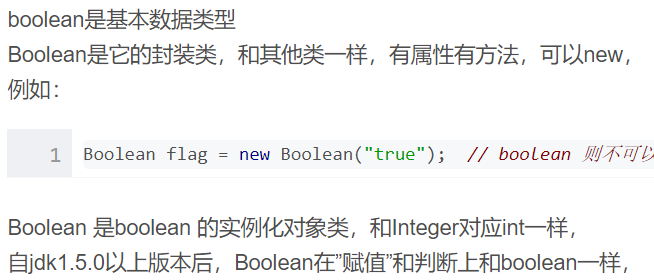 boolean是基本数据类型
Boolean是它的封装类，和其他类一样，有属性有方法，可以new，
例如：
1 Boolean flag = new Boolean("true"); // boolean 则不可以
Boolean 是boolean 的实例化对象类，和Integer对应int一样，
自jdk1.5.0以上版本后，Boolean在”赋值”和判断上和boolean一样，